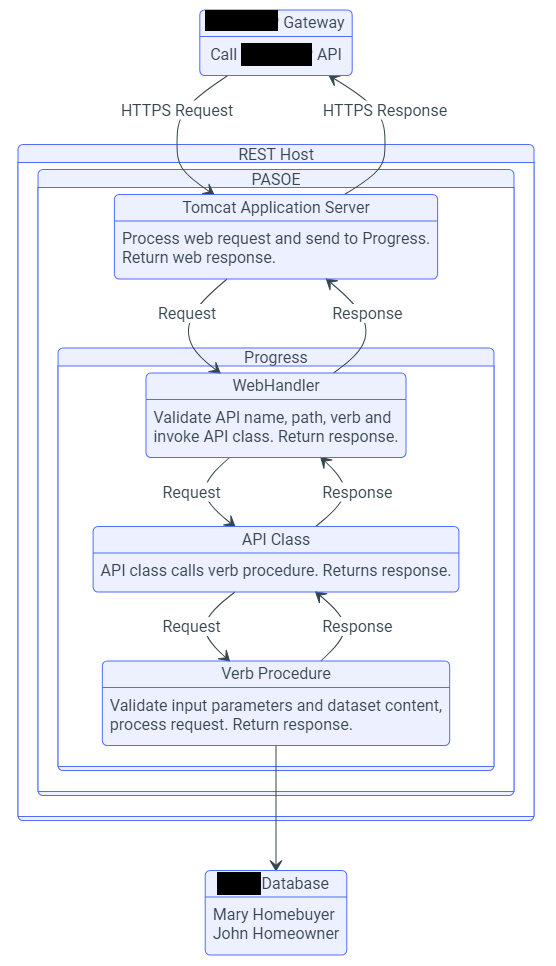 Gateway
Call API
HTTPS Request
HTTPS Response
REST Host
PASOE
Tomcat Application Server
Process web request and send to Progress.
Return web response.
Request
Response
Progress
WebHandler
Validate API name, path, verb and
invoke API class. Return response.
Request
Response
API Class
API class calls verb procedure. Returns response.
Request
Response
Verb Procedure
Validate input parameters and dataset content,
process request. Return response.
Database
Mary Homebuyer
John Homeowner